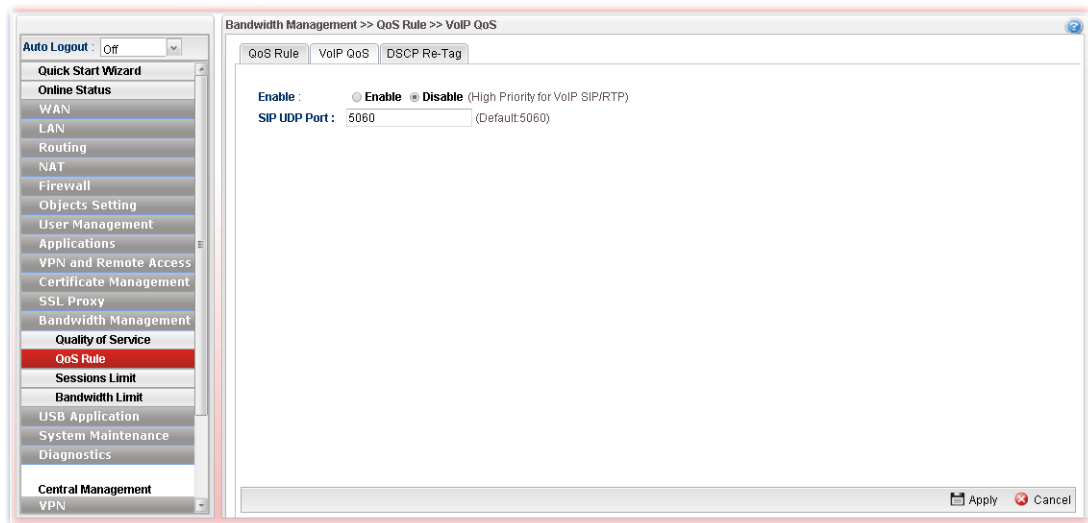 Bandwidth Management >> QoS Rule >> VoIP QoS
Auto Logout : Off
Quick Start Wizard
Online Status
WAN
LAN
Routing
NAT
Firewall
Objects Setting
User Management
Applications
VPN and Remote Access
Certificate Management
SSL Proxy
Bandwidth Management
Quality of Service
QoS Rule
Sessions Limit
Bandwidth Limit
USB Application
System Maintenance
Diagnostics
Central Management
VPN
QoS Rule VoIP QoS DSCP Re-Tag
Enable : Enable Disable (High Priority for VoIP SIP/RTP)
SIP UDP Port : 5060 (Default:5060)
Apply Cancel